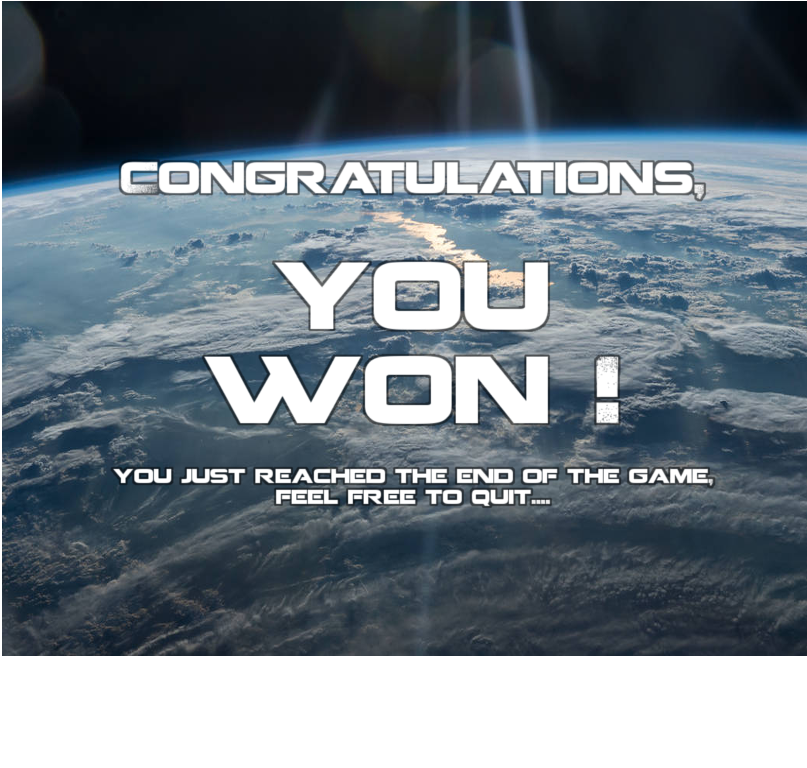 CONGRATULATIONS,
YOU
WON !
YOU JUST REACHED THE END OF THE GAME,
FEEL FREE TO QUIT....